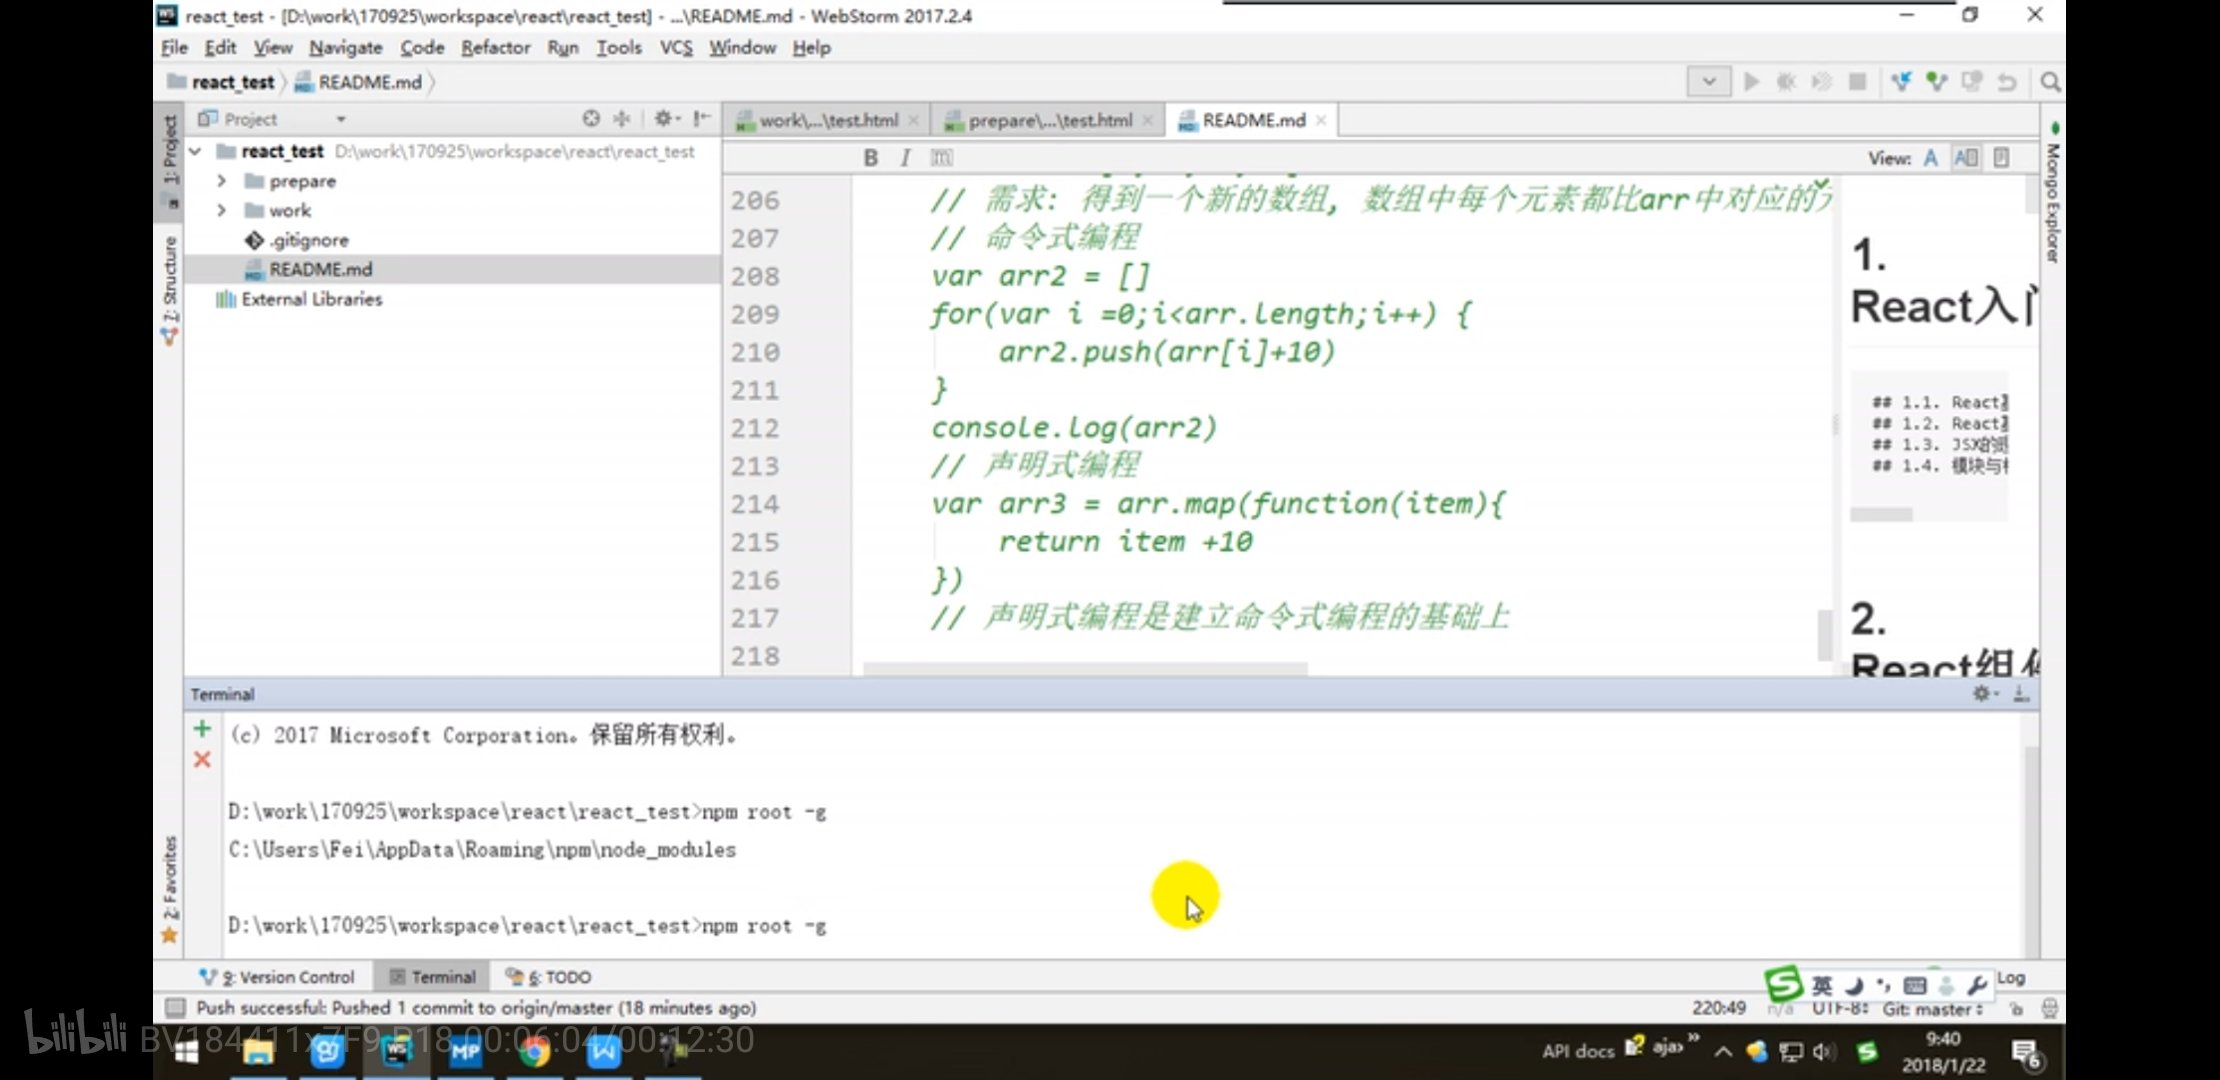 react_test - [D:\work\170925\workspace\react\react_test] - ...\README.md - WebStorm 2017.2.4
File Edit View Navigate Code Refactor Run Tools VCS Window Help
react_test README.md
1: Project
Project
work\...\test.html
prepare\...\test.html
README.md
react_test D:\work\170925\workspace\react\react_test
prepare
work
.gitignore
README.md
External Libraries
7: Structure
2: Favorites
B I m
View: A
Mongo Explorer
206 // 需求: 得到一个新的数组, 数组中每个元素都比arr中对应的
207 // 命令式编程
208 var arr2 = []
209 for(var i =0;i<arr.length;i++) {
210 arr2.push(arr[i]+10)
211 }
212 console.log(arr2)
213 // 声明式编程
214 var arr3 = arr.map(function(item){
215 return item +10
216 })
217 // 声明式编程是建立命令式编程的基础上
218
1.
React入门
## 1.1. React
## 1.2. React
## 1.3. JSX的
## 1.4. 模块与
2.
React组
Terminal
(c) 2017 Microsoft Corporation。保留所有权利。
D:\work\170925\workspace\react\react_test>npm root -g
C:\Users\Fei\AppData\Roaming\npm\node_modules
D:\work\170925\workspace\react\react_test>npm root -g
9: Version Control Terminal 6: TODO
英
Log
Push successful: Pushed 1 commit to origin/master (18 minutes ago)
220:49 n/a UTF-8 Git: master
bilibili BV184411x7F9 P18 00:06:04/00:12:30
WS MP W
API docs ajax
9:40
2018/1/22
6